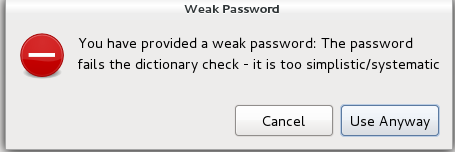 Weak Password
You have provided a weak password: The password
fails the dictionary check - it is too simplistic/systematic
Cancel
Use Anyway